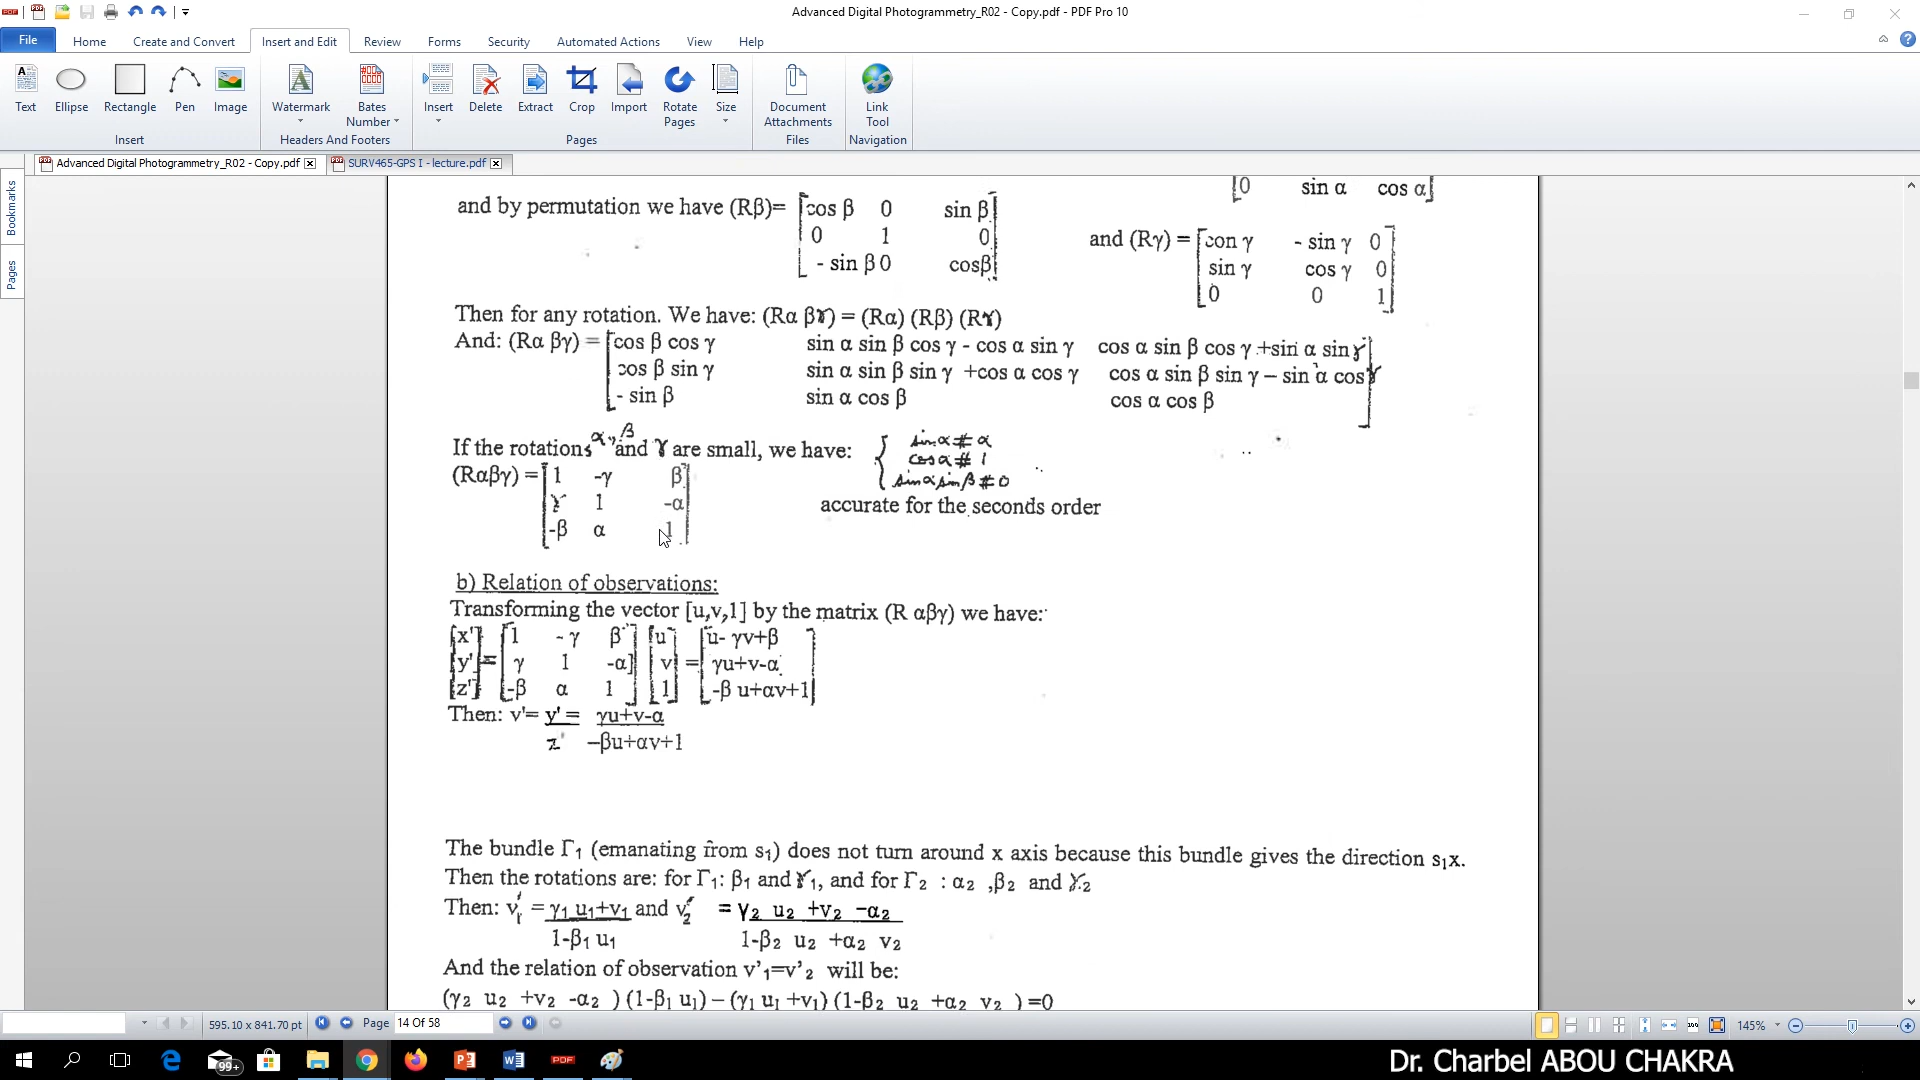 Advanced Digital Photogrammetry_R02 - Copy.pdf - PDF Pro 10
File Home Create and Convert Insert and Edit Review Forms Security Automated Actions View Help
Text Ellipse Rectangle Pen Image Watermark Bates Number Insert Delete Extract Crop Import Rotate Pages Size Document Attachments Link Tool
Insert Headers And Footers Pages Files Navigation
Advanced Digital Photogrammetry_R02 - Copy.pdf SURV465-GPS I - lecture.pdf
Bookmarks
Pages
[0 sin α cos α]
and by permutation we have (Rβ)= [cos β 0 sin β]
[0 1 0]
[- sin β 0 cosβ]
and (Rγ) = [con γ - sin γ 0]
[sin γ cos γ 0]
[0 0 1]
Then for any rotation. We have: (Rα βɤ) = (Rα) (Rβ) (Rɤ)
And: (Rα βγ) = [cos β cos γ sin α sin β cos γ - cos α sin γ cos α sin β cos γ +sin α sin ɤ]
[cos β sin γ sin α sin β sin γ +cos α cos γ cos α sin β sin γ – sin α cos ɤ]
[- sin β sin α cos β cos α cos β]
If the rotations α, β and ɤ are small, we have: { sin α # α
cos α # 1
sin α sin β # 0
(Rαβγ) = [1 -γ β]
[ɤ 1 -α]
[-β α 1]
accurate for the seconds order
b) Relation of observations:
Transforming the vector [u,v,1] by the matrix (R αβγ) we have:
[x'] [1 - γ β] [u] [u- γv+β]
[y'] = [γ 1 -α] [v] = [γu+v-α]
[z'] [-β α 1] [1] [-β u+αv+1]
Then: v'= y' = γu+v-α
z' –βu+αv+1
The bundle Γ₁ (emanating from s₁) does not turn around x axis because this bundle gives the direction s₁x.
Then the rotations are: for Γ₁: β₁ and ɤ₁, and for Γ₂ : α₂ ,β₂ and ɤ₂
Then: v'₁ = γ₁ u₁+v₁ and v'₂ = γ₂ u₂ +v₂ -α₂
1-β₁ u₁ 1-β₂ u₂ +α₂ v₂
And the relation of observation v'₁=v'₂ will be:
(γ₂ u₂ +v₂ -α₂ ) (1-β₁ u₁) – (γ₁ u₁ +v₁) (1-β₂ u₂ +α₂ v₂ ) =0
595.10 x 841.70 pt Page 14 Of 58 145%
99+ PDF
Dr. Charbel ABOU CHAKRA